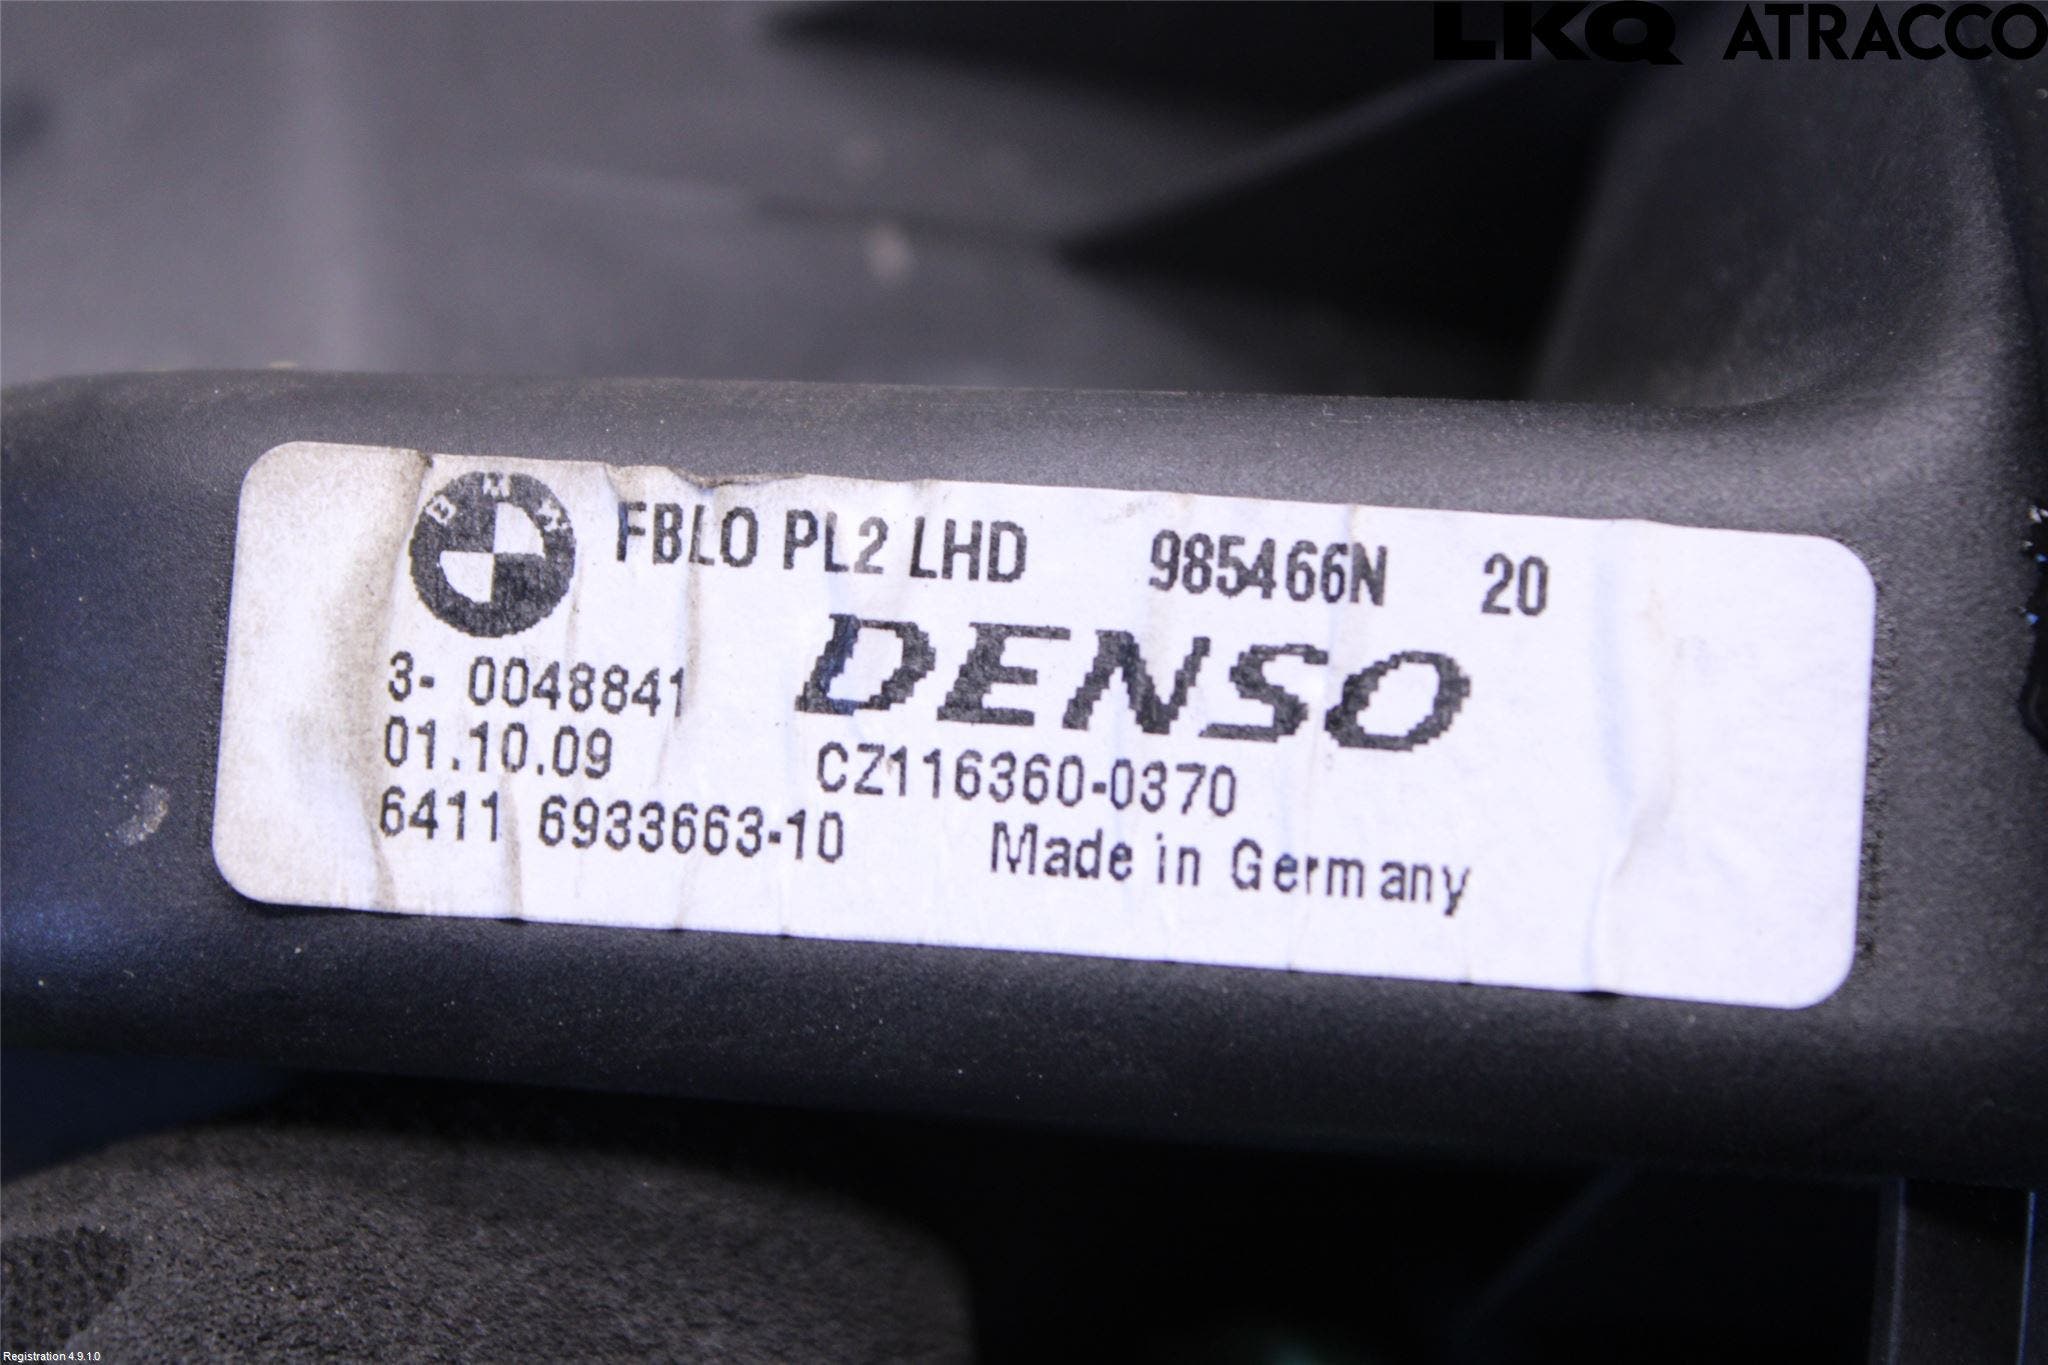 LKQ ATRACCO
BMW
FBLO PL2 LHD 985466N 20
DENSO
3- 0048841
01.10.09
CZ116360-0370
6411 6933663-10
Made in Germany
Registration 4.9.1.0